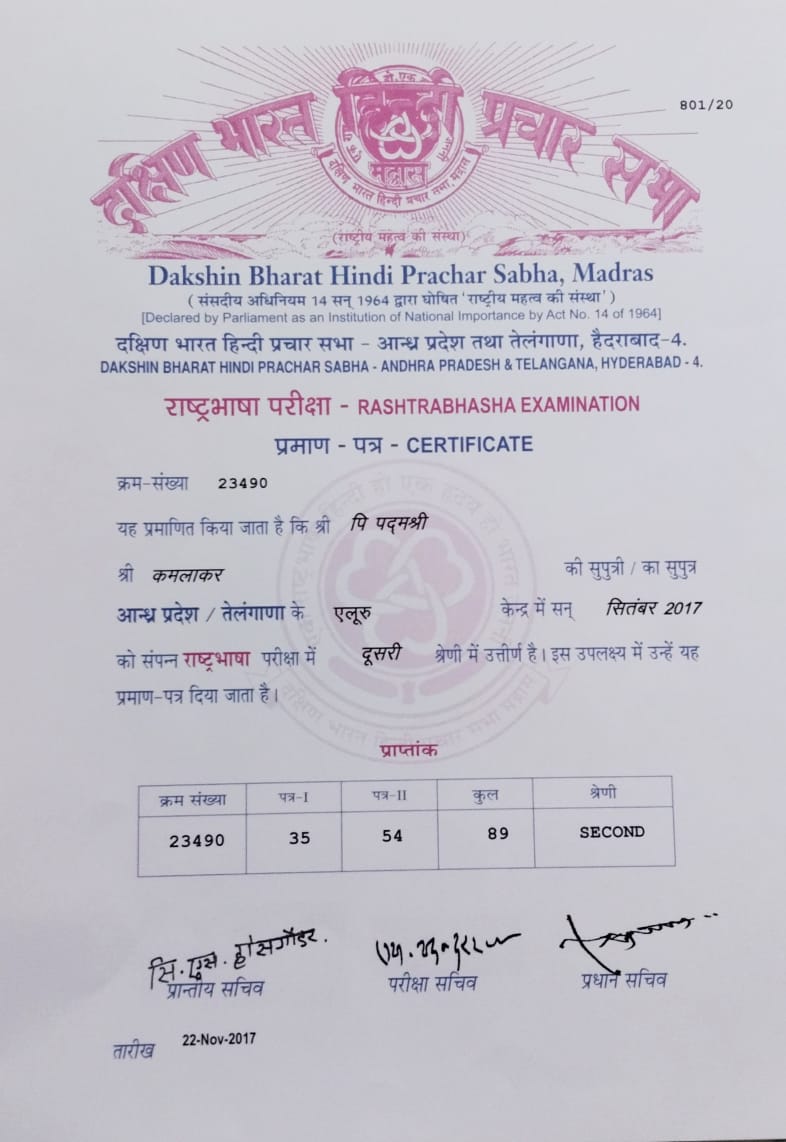 801/20
दक्षिण भारत हिन्दी प्रचार सभा
मद्रास
दक्षिण भारत हिन्दी प्रचार सभा, मद्रास
(राष्ट्रीय महत्व की संस्था)
Dakshin Bharat Hindi Prachar Sabha, Madras
( संसदीय अधिनियम 14 सन् 1964 द्वारा घोषित ' राष्ट्रीय महत्व की संस्था ' )
[Declared by Parliament as an Institution of National Importance by Act No. 14 of 1964]
दक्षिण भारत हिन्दी प्रचार सभा - आन्ध्र प्रदेश तथा तेलंगाणा, हैदराबाद-4.
DAKSHIN BHARAT HINDI PRACHAR SABHA - ANDHRA PRADESH & TELANGANA, HYDERABAD - 4.
राष्ट्रभाषा परीक्षा - RASHTRABHASHA EXAMINATION
प्रमाण - पत्र - CERTIFICATE
क्रम-संख्या 23490
यह प्रमाणित किया जाता है कि श्री पि पद्मश्री
श्री कमलाकर की सुपुत्री / का सुपुत्र
आन्ध्र प्रदेश / तेलंगाणा के एलूरु केन्द्र में सन् सितंबर 2017
को संपन्न राष्ट्रभाषा परीक्षा में दूसरी श्रेणी में उत्तीर्ण है। इस उपलक्ष्य में उन्हें यह
प्रमाण-पत्र दिया जाता है।
प्राप्तांक
क्रम संख्या पत्र-I पत्र-II कुल श्रेणी
23490 35 54 89 SECOND
सि. एस. होसगौडर.
प्रान्तीय सचिव परीक्षा सचिव प्रधान सचिव
तारीख 22-Nov-2017